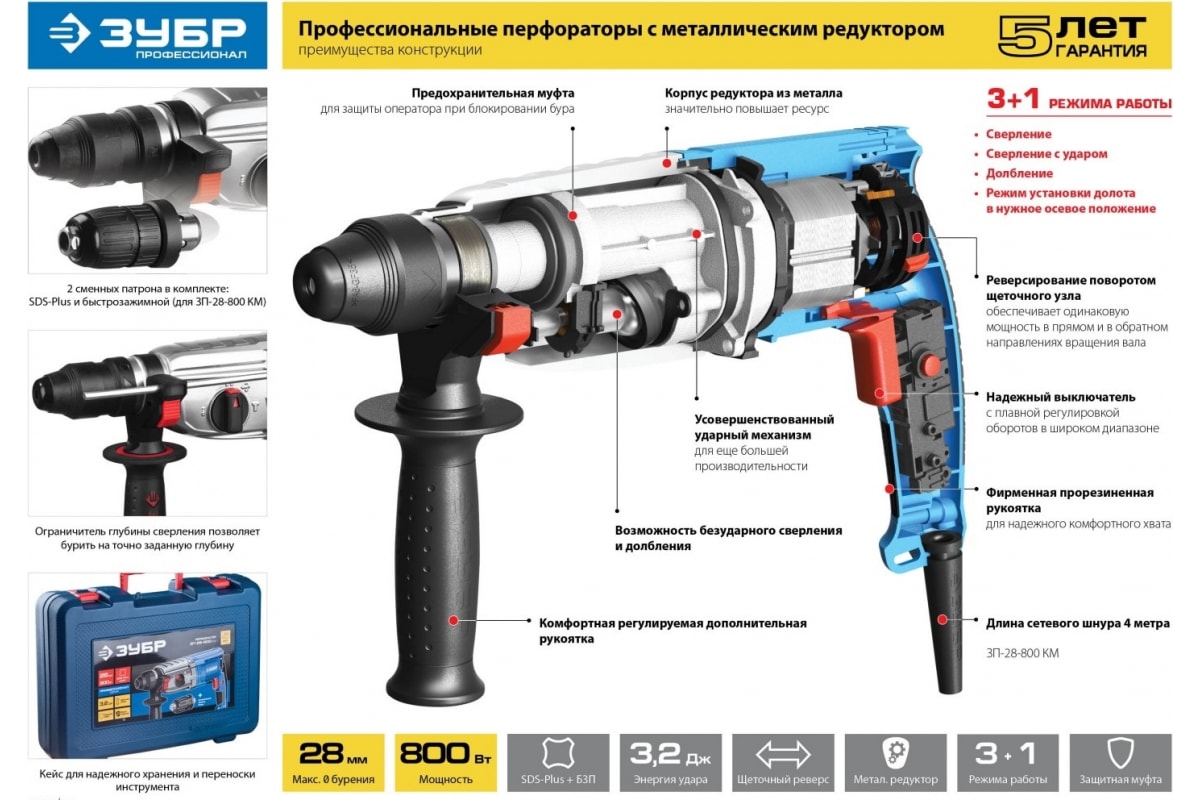 ЗУБР
ПРОФЕССИОНАЛ
Профессиональные перфораторы с металлическим редуктором
преимущества конструкции
5 ЛЕТ
ГАРАНТИЯ
2 сменных патрона в комплекте:
SDS-Plus и быстрозажимной (для ЗП-28-800 КМ)
Ограничитель глубины сверления позволяет
бурить на точно заданную глубину
ЗУБР
Кейс для надежного хранения и переноски
инструмента
Предохранительная муфта
для защиты оператора при блокировании бура
Корпус редуктора из металла
значительно повышает ресурс
3+1 РЕЖИМА РАБОТЫ
• Сверление
• Сверление с ударом
• Долбление
• Режим установки долота
в нужное осевое положение
Реверсирование поворотом
щеточного узла
обеспечивает одинаковую
мощность в прямом и в обратном
направлениях вращения вала
Надежный выключатель
с плавной регулировкой
оборотов в широком диапазоне
Усовершенствованный
ударный механизм
для еще большей
производительности
Фирменная прорезиненная
рукоятка
для надежного комфортного хвата
Возможность безударного сверления
и долбления
Комфортная регулируемая дополнительная
рукоятка
Длина сетевого шнура 4 метра
ЗП-28-800 КМ
28 мм
Макс. Ø бурения
800 Вт
Мощность
SDS-Plus + БЗП
3,2 Дж
Энергия удара
Щеточный реверс
Метал. редуктор
3 + 1
Режима работы
Защитная муфта